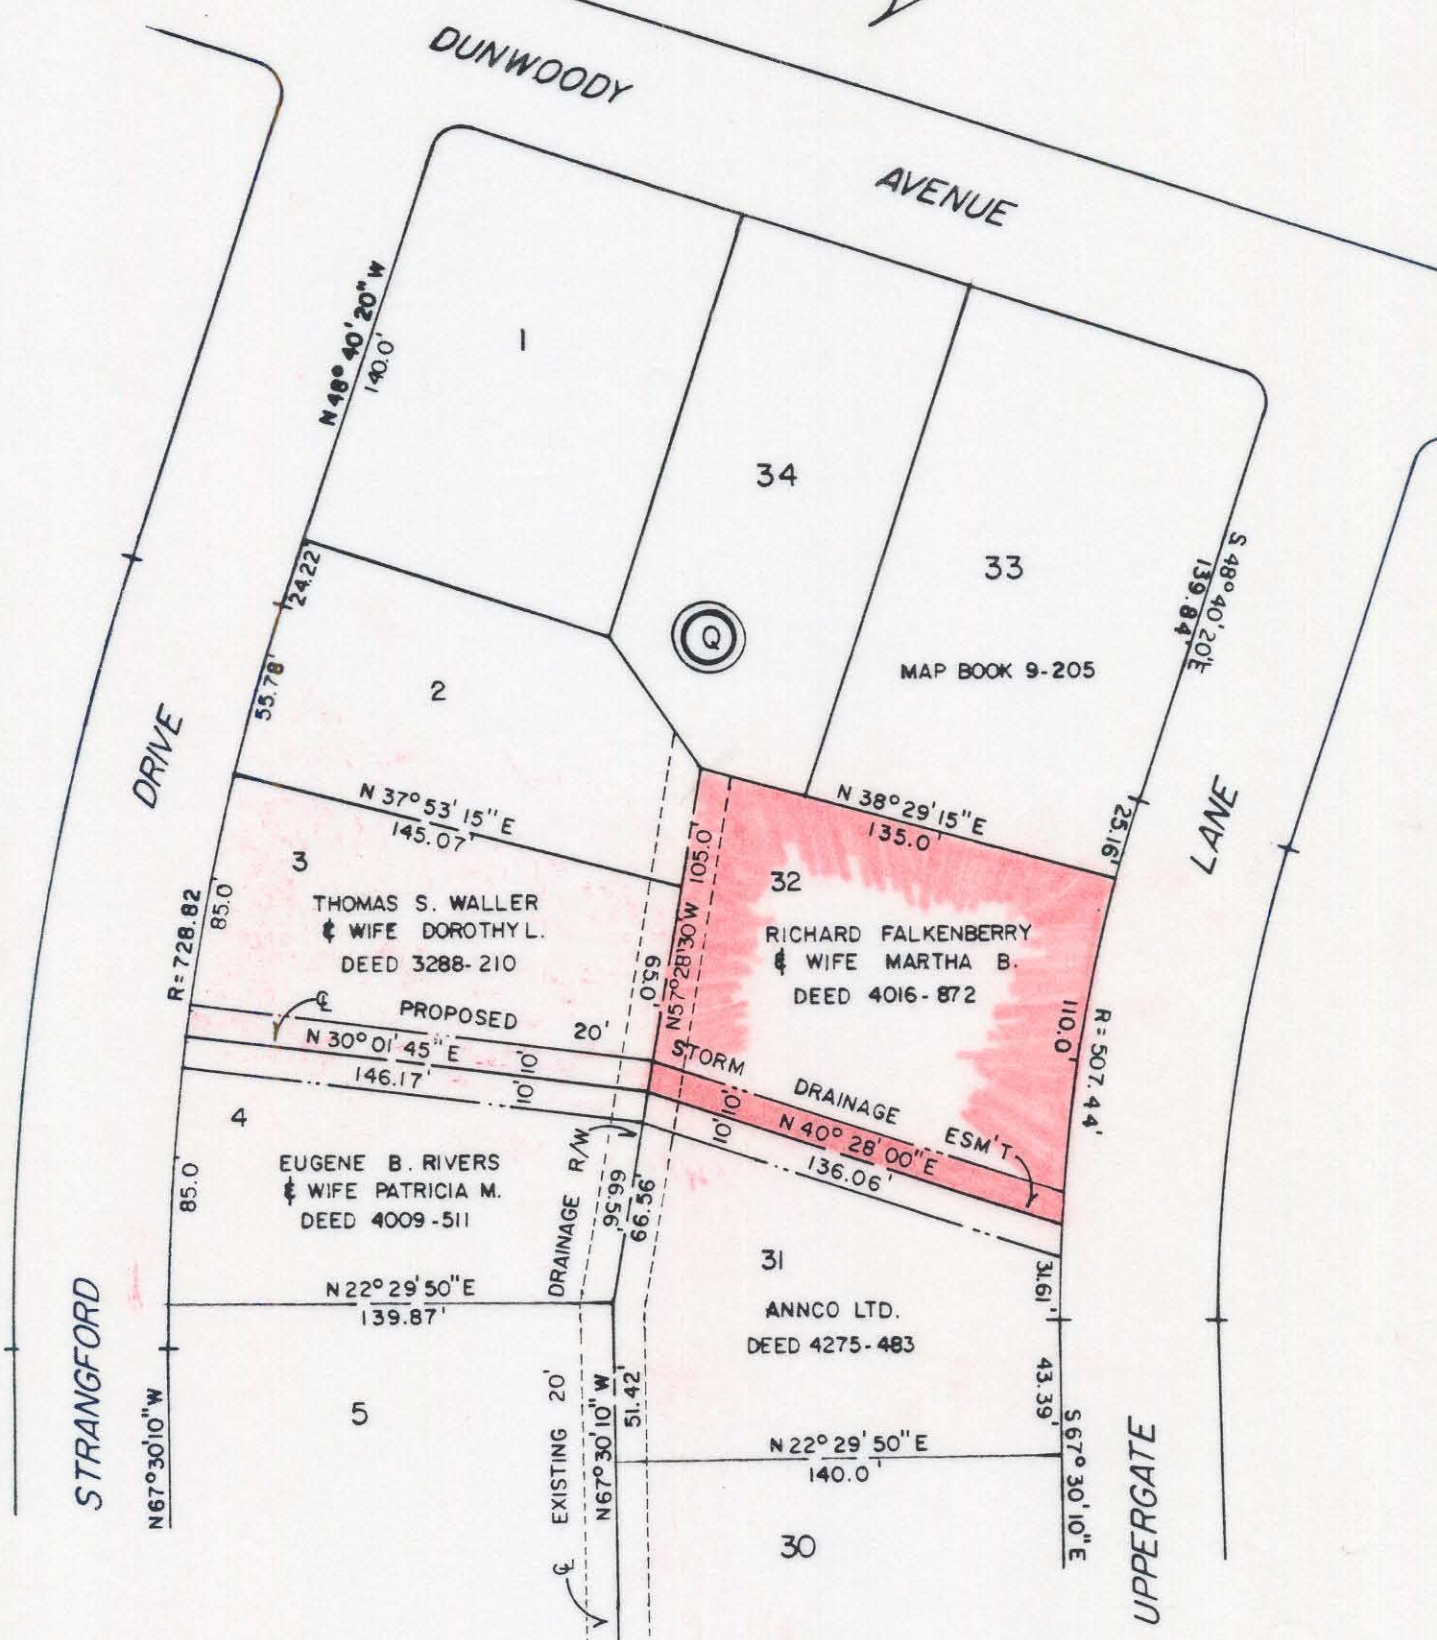 DUNWOODY
AVENUE
N 48° 40' 20" W
140.0'
1
34
33
MAP BOOK 9-205
S 48° 40' 20" E
139.84'
Q
24.22
55.78'
2
DRIVE
LANE
25.16'
N 37° 53' 15" E
145.07'
N 38° 29' 15" E
135.0'
3
THOMAS S. WALLER
& WIFE DOROTHY L.
DEED 3288-210
R=728.82
85.0'
105.0'
N57°28'30"W
65.0'
32
RICHARD FALKENBERRY
& WIFE MARTHA B.
DEED 4016-872
110.0'
R=507.44'
℄ PROPOSED 20' STORM DRAINAGE ESM'T
N 30° 01' 45" E
146.17'
10' 10'
10' 10'
N 40° 28' 00" E
136.06'
4
EUGENE B. RIVERS
& WIFE PATRICIA M.
DEED 4009-511
85.0
66.56'
66.56'
31
ANNCO LTD.
DEED 4275-483
31.61'
43.39'
N 22° 29' 50" E
139.87'
STRANGFORD
N67°30'10" W
5
℄ EXISTING 20' DRAINAGE R/W
N67°30'10" W
51.42'
N 22° 29' 50" E
140.0'
30
S 67° 30' 10" E
UPPERGATE